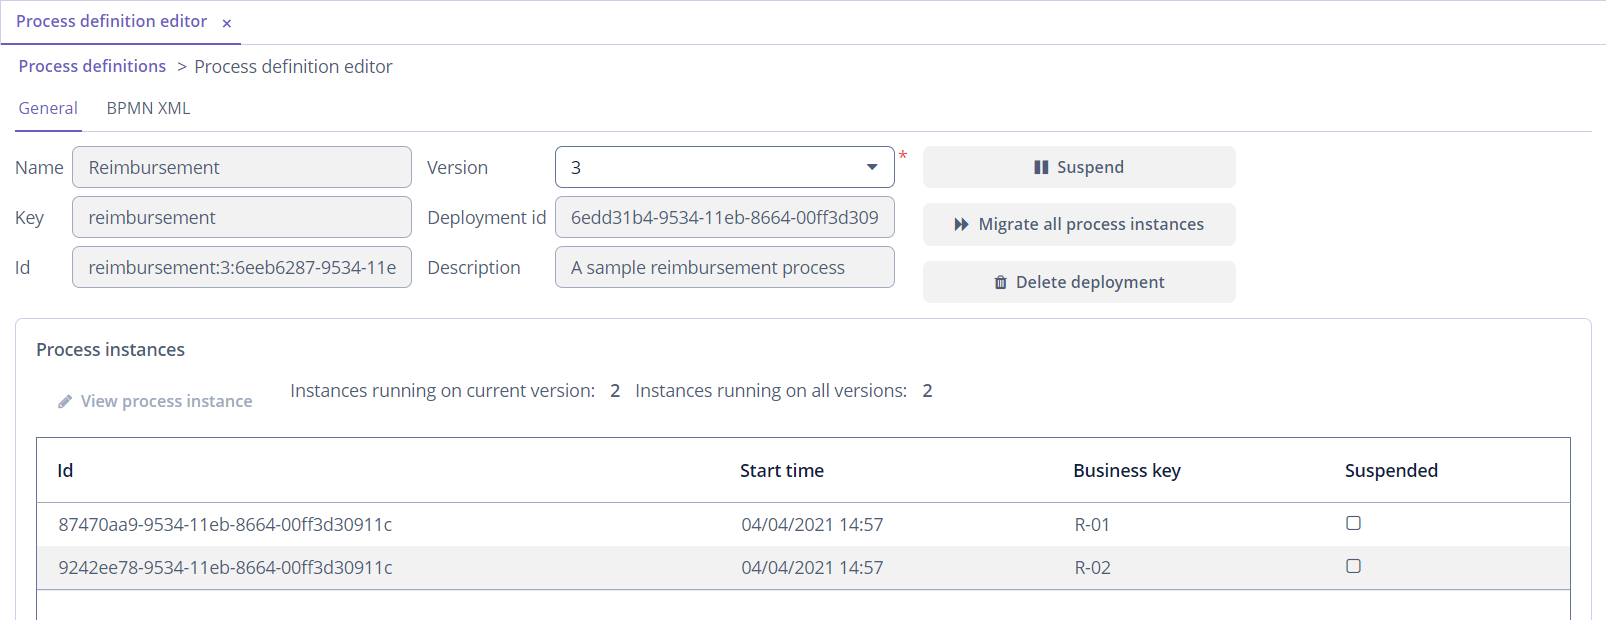 Process definition editor ×
Process definitions > Process definition editor
General BPMN XML
Name Reimbursement Version 3 * Suspend
Key reimbursement Deployment id 6edd31b4-9534-11eb-8664-00ff3d309 Migrate all process instances
Id reimbursement:3:6eeb6287-9534-11e Description A sample reimbursement process Delete deployment
Process instances
View process instance Instances running on current version: 2 Instances running on all versions: 2
Id Start time Business key Suspended
87470aa9-9534-11eb-8664-00ff3d30911c 04/04/2021 14:57 R-01
9242ee78-9534-11eb-8664-00ff3d30911c 04/04/2021 14:57 R-02